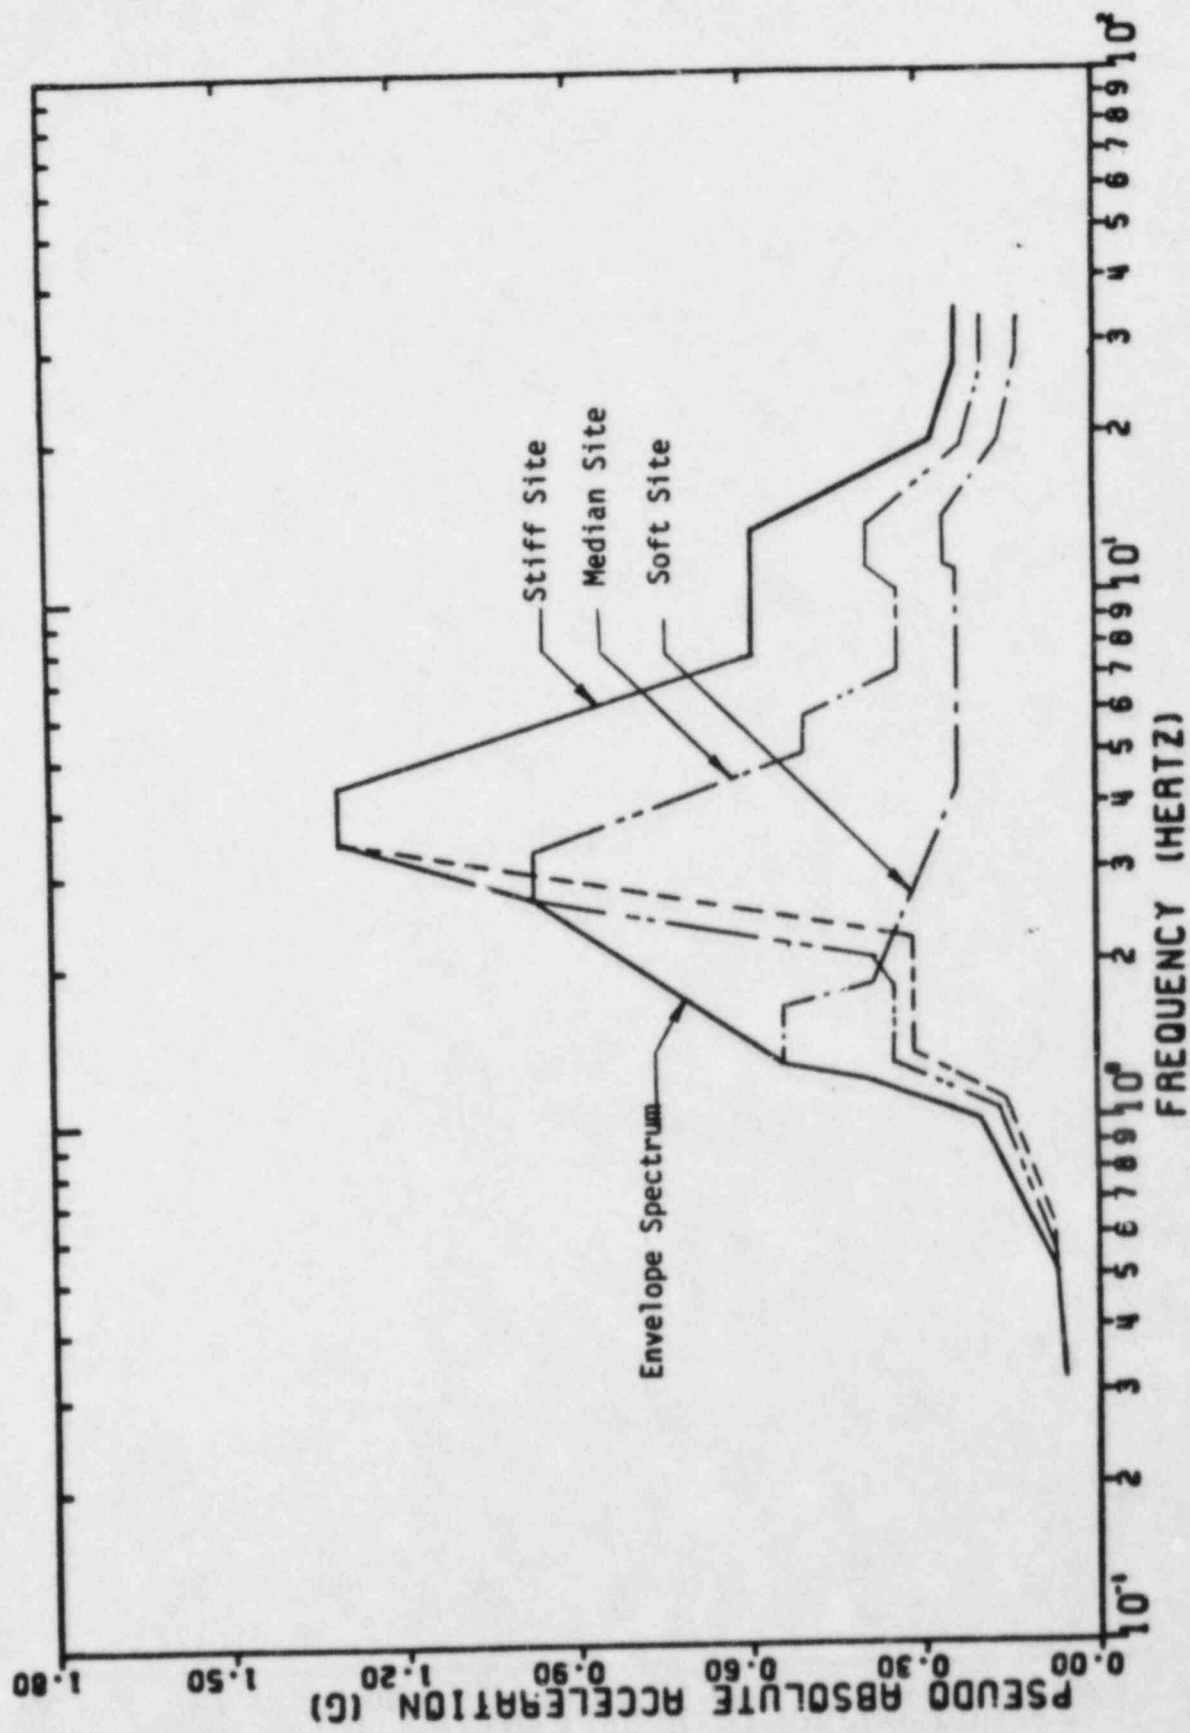 PSEUDO ABSOLUTE ACCELERATION (G)
1.80
1.50
1.20
0.90
0.60
0.30
0.00
Stiff Site
Median Site
Soft Site
Envelope Spectrum
10⁻¹ 2 3 4 5 6 7 8 9 10⁰ 2 3 4 5 6 7 8 9 10¹ 2 3 4 5 6 7 8 9 10²
FREQUENCY (HERTZ)